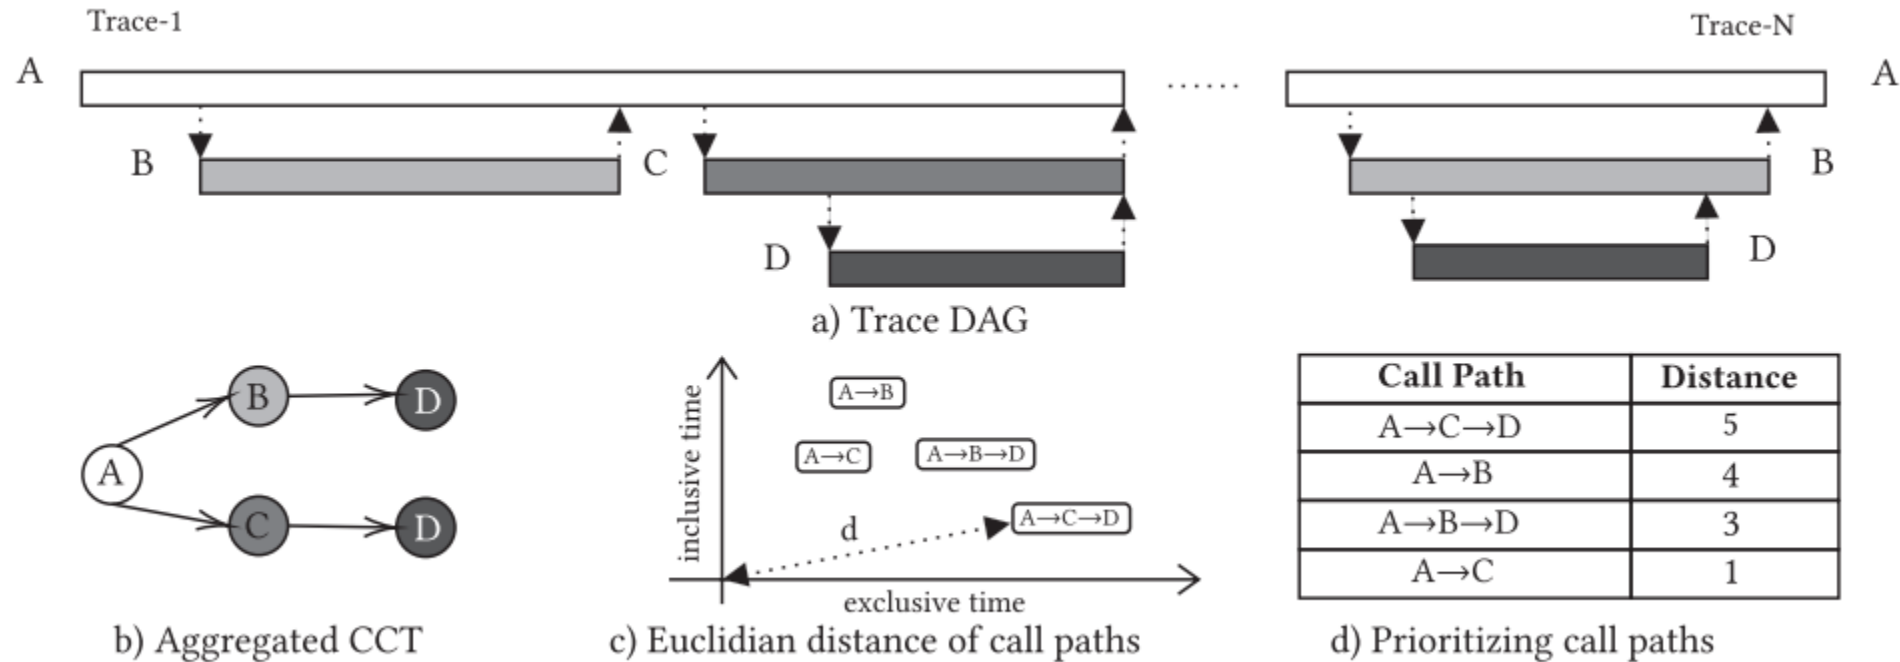 Trace-1
Trace-N
A
......
A
B
C
B
D
D
a) Trace DAG
B
D
A
C
D
b) Aggregated CCT
inclusive time
A→B
A→C
A→B→D
A→C→D
d
exclusive time
c) Euclidian distance of call paths
Call Path Distance
A→C→D 5
A→B 4
A→B→D 3
A→C 1
d) Prioritizing call paths